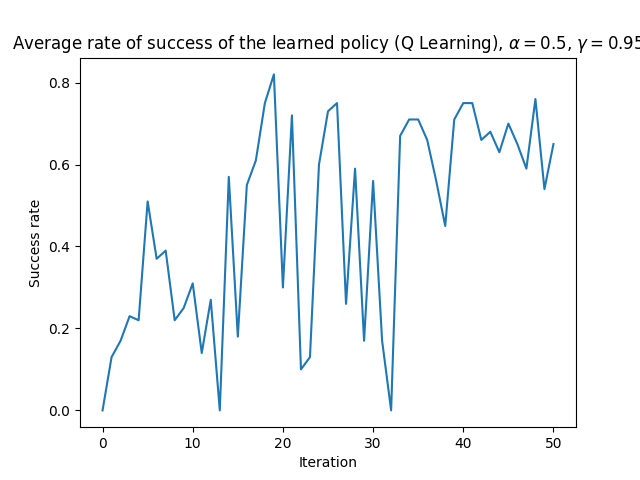 Average rate of success of the learned policy (Q Learning), α = 0.5, γ = 0.95
0.8
0.6
0.4
0.2
0.0
Success rate
0 10 20 30 40 50
Iteration